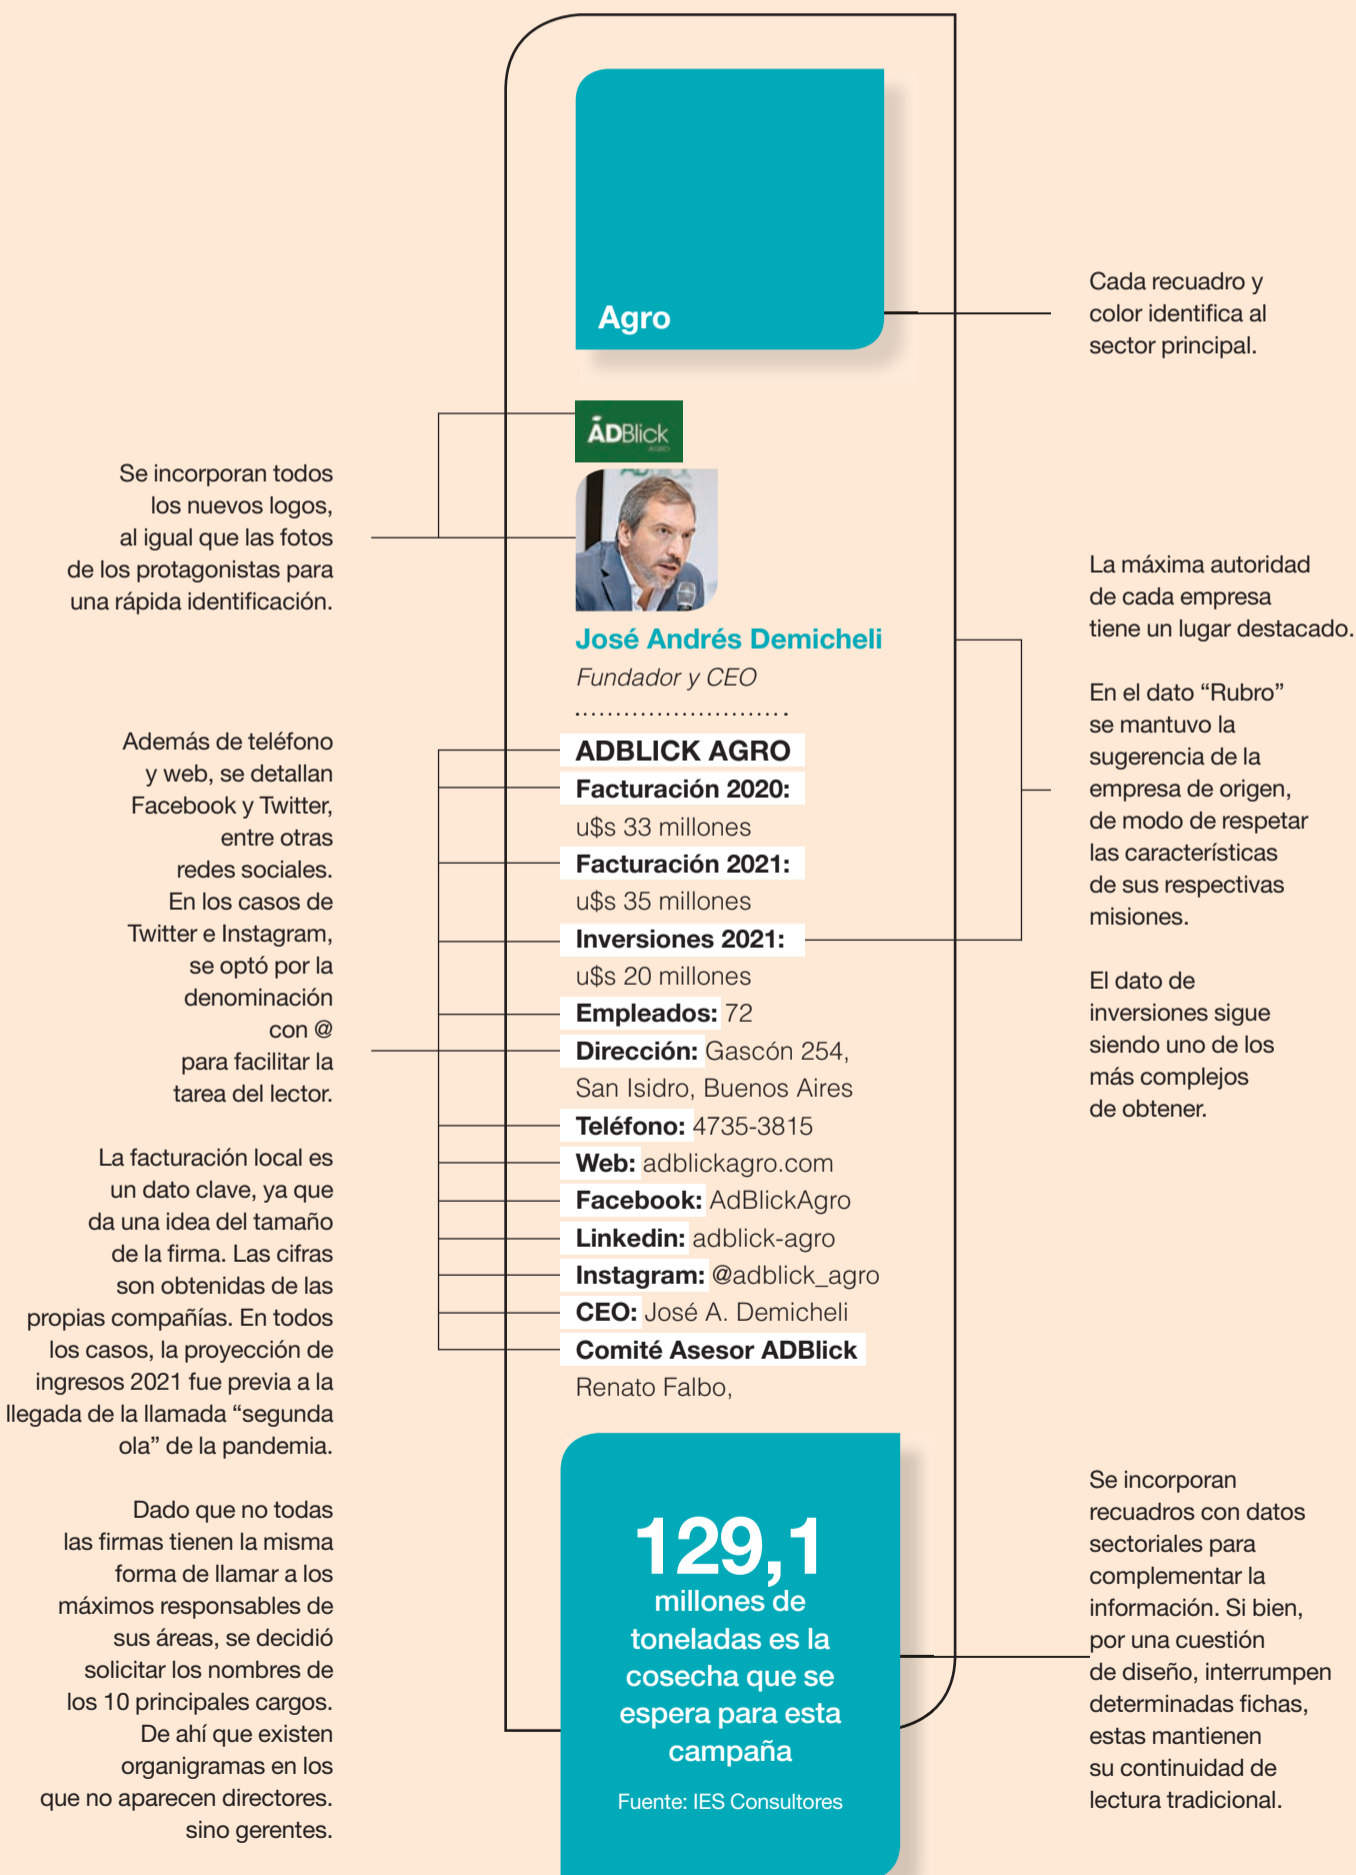 Agro
Cada recuadro y
color identifica al
sector principal.
ADBlick
AGRO
Se incorporan todos
los nuevos logos,
al igual que las fotos
de los protagonistas para
una rápida identificación.
José Andrés Demicheli
Fundador y CEO
La máxima autoridad
de cada empresa
tiene un lugar destacado.
En el dato “Rubro”
se mantuvo la
sugerencia de la
empresa de origen,
de modo de respetar
las características
de sus respectivas
misiones.
El dato de
inversiones sigue
siendo uno de los
más complejos
de obtener.
Además de teléfono
y web, se detallan
Facebook y Twitter,
entre otras
redes sociales.
En los casos de
Twitter e Instagram,
se optó por la
denominación
con @
para facilitar la
tarea del lector.
La facturación local es
un dato clave, ya que
da una idea del tamaño
de la firma. Las cifras
son obtenidas de las
propias compañías. En todos
los casos, la proyección de
ingresos 2021 fue previa a la
llegada de la llamada “segunda
ola” de la pandemia.
Dado que no todas
las firmas tienen la misma
forma de llamar a los
máximos responsables de
sus áreas, se decidió
solicitar los nombres de
los 10 principales cargos.
De ahí que existen
organigramas en los
que no aparecen directores.
sino gerentes.
ADBLICK AGRO
Facturación 2020:
u$s 33 millones
Facturación 2021:
u$s 35 millones
Inversiones 2021:
u$s 20 millones
Empleados: 72
Dirección: Gascón 254,
San Isidro, Buenos Aires
Teléfono: 4735-3815
Web: adblickagro.com
Facebook: AdBlickAgro
Linkedin: adblick-agro
Instagram: @adblick_agro
CEO: José A. Demicheli
Comité Asesor ADBlick
Renato Falbo,
129,1
millones de
toneladas es la
cosecha que se
espera para esta
campaña
Fuente: IES Consultores
Se incorporan
recuadros con datos
sectoriales para
complementar la
información. Si bien,
por una cuestión
de diseño, interrumpen
determinadas fichas,
estas mantienen
su continuidad de
lectura tradicional.